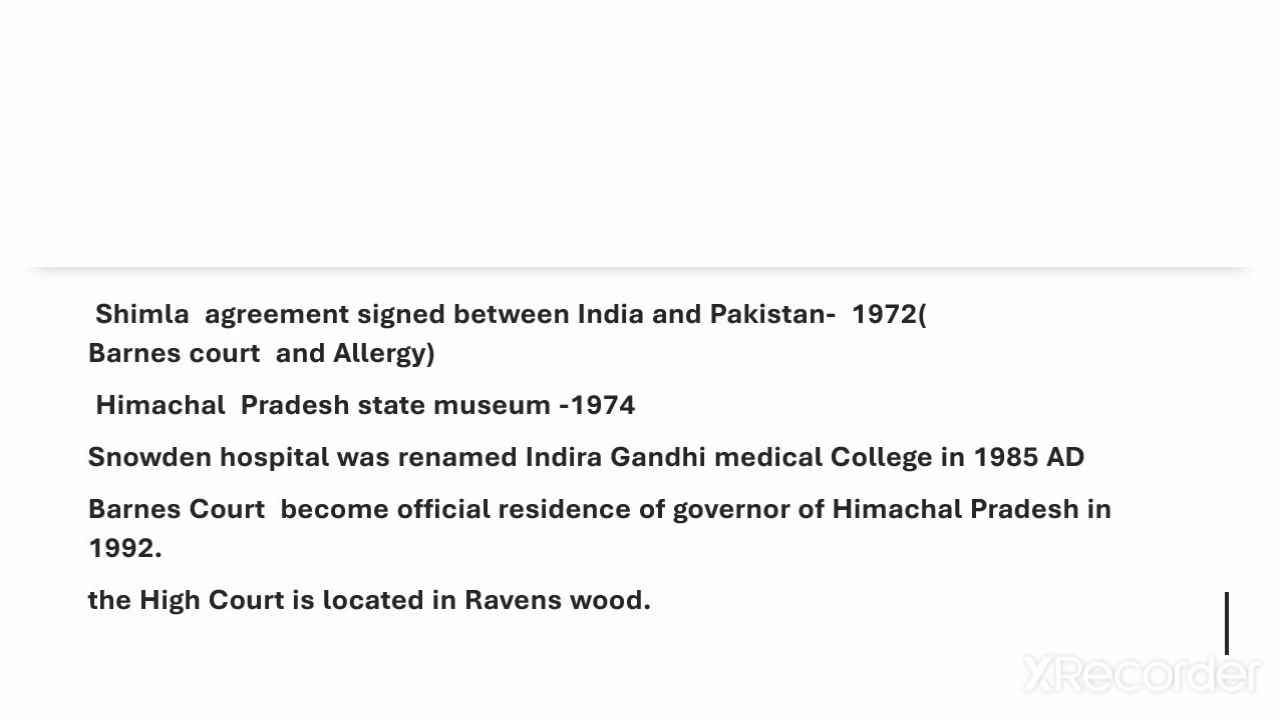 Shimla agreement signed between India and Pakistan- 1972(
Barnes court and Allergy)
Himachal Pradesh state museum -1974
Snowden hospital was renamed Indira Gandhi medical College in 1985 AD
Barnes Court become official residence of governor of Himachal Pradesh in
1992.
the High Court is located in Ravens wood.
XRecorder